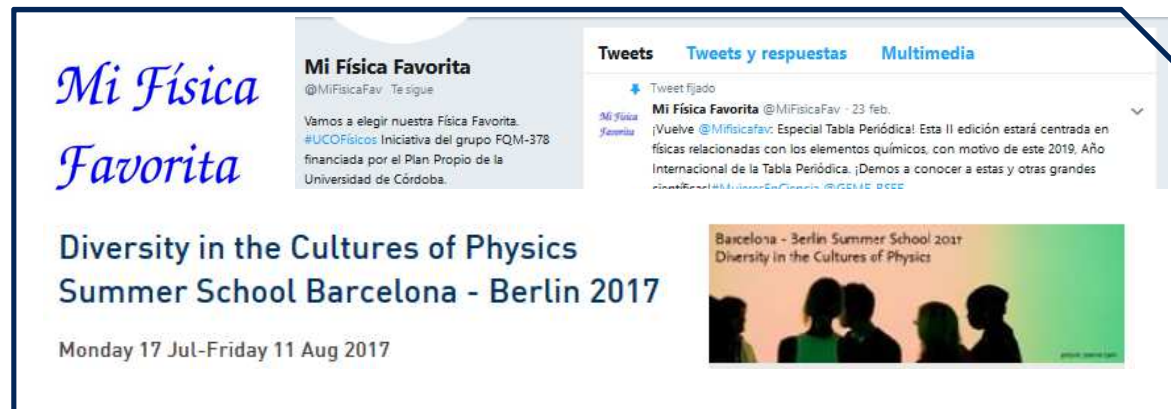 Mi Física
Favorita
Mi Física Favorita
@MiFisicaFav Te sigue
Vamos a elegir nuestra Física Favorita.
#UCOFísicos Iniciativa del grupo FQM-378
financiada por el Plan Propio de la
Universidad de Córdoba.
Tweets Tweets y respuestas Multimedia
Tweet fijado
Mi Física
Favorita
Mi Física Favorita @MiFisicaFav · 23 feb.
¡Vuelve @Mifisicafav: Especial Tabla Periódica! Esta II edición estará centrada en
físicas relacionadas con los elementos químicos, con motivo de este 2019, Año
Internacional de la Tabla Periódica. ¡Demos a conocer a estas y otras grandes
científicas!#MujeresEnCiencia @GEMF_RSEF
Diversity in the Cultures of Physics
Summer School Barcelona - Berlin 2017
Monday 17 Jul-Friday 11 Aug 2017
Barcelona - Berlin Summer School 2017
Diversity in the Cultures of Physics